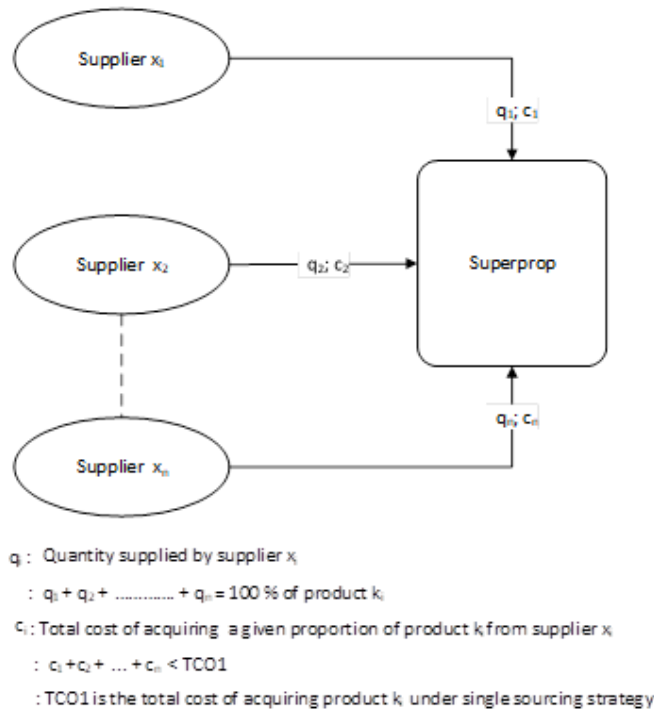 Supplier x₁
q₁; c₁
Supplier x₂
q₂; c₂
Superprop
Supplier xₙ
qₙ; cₙ
qᵢ : Quantity supplied by supplier xᵢ
: q₁ + q₂ + ............. + qₙ = 100 % of product kᵢ
cᵢ : Total cost of acquiring a given proportion of product kᵢ from supplier xᵢ
: c₁ +c₂ + ... + cₙ < TCO1
: TCO1 is the total cost of acquiring product kᵢ under single sourcing strategy